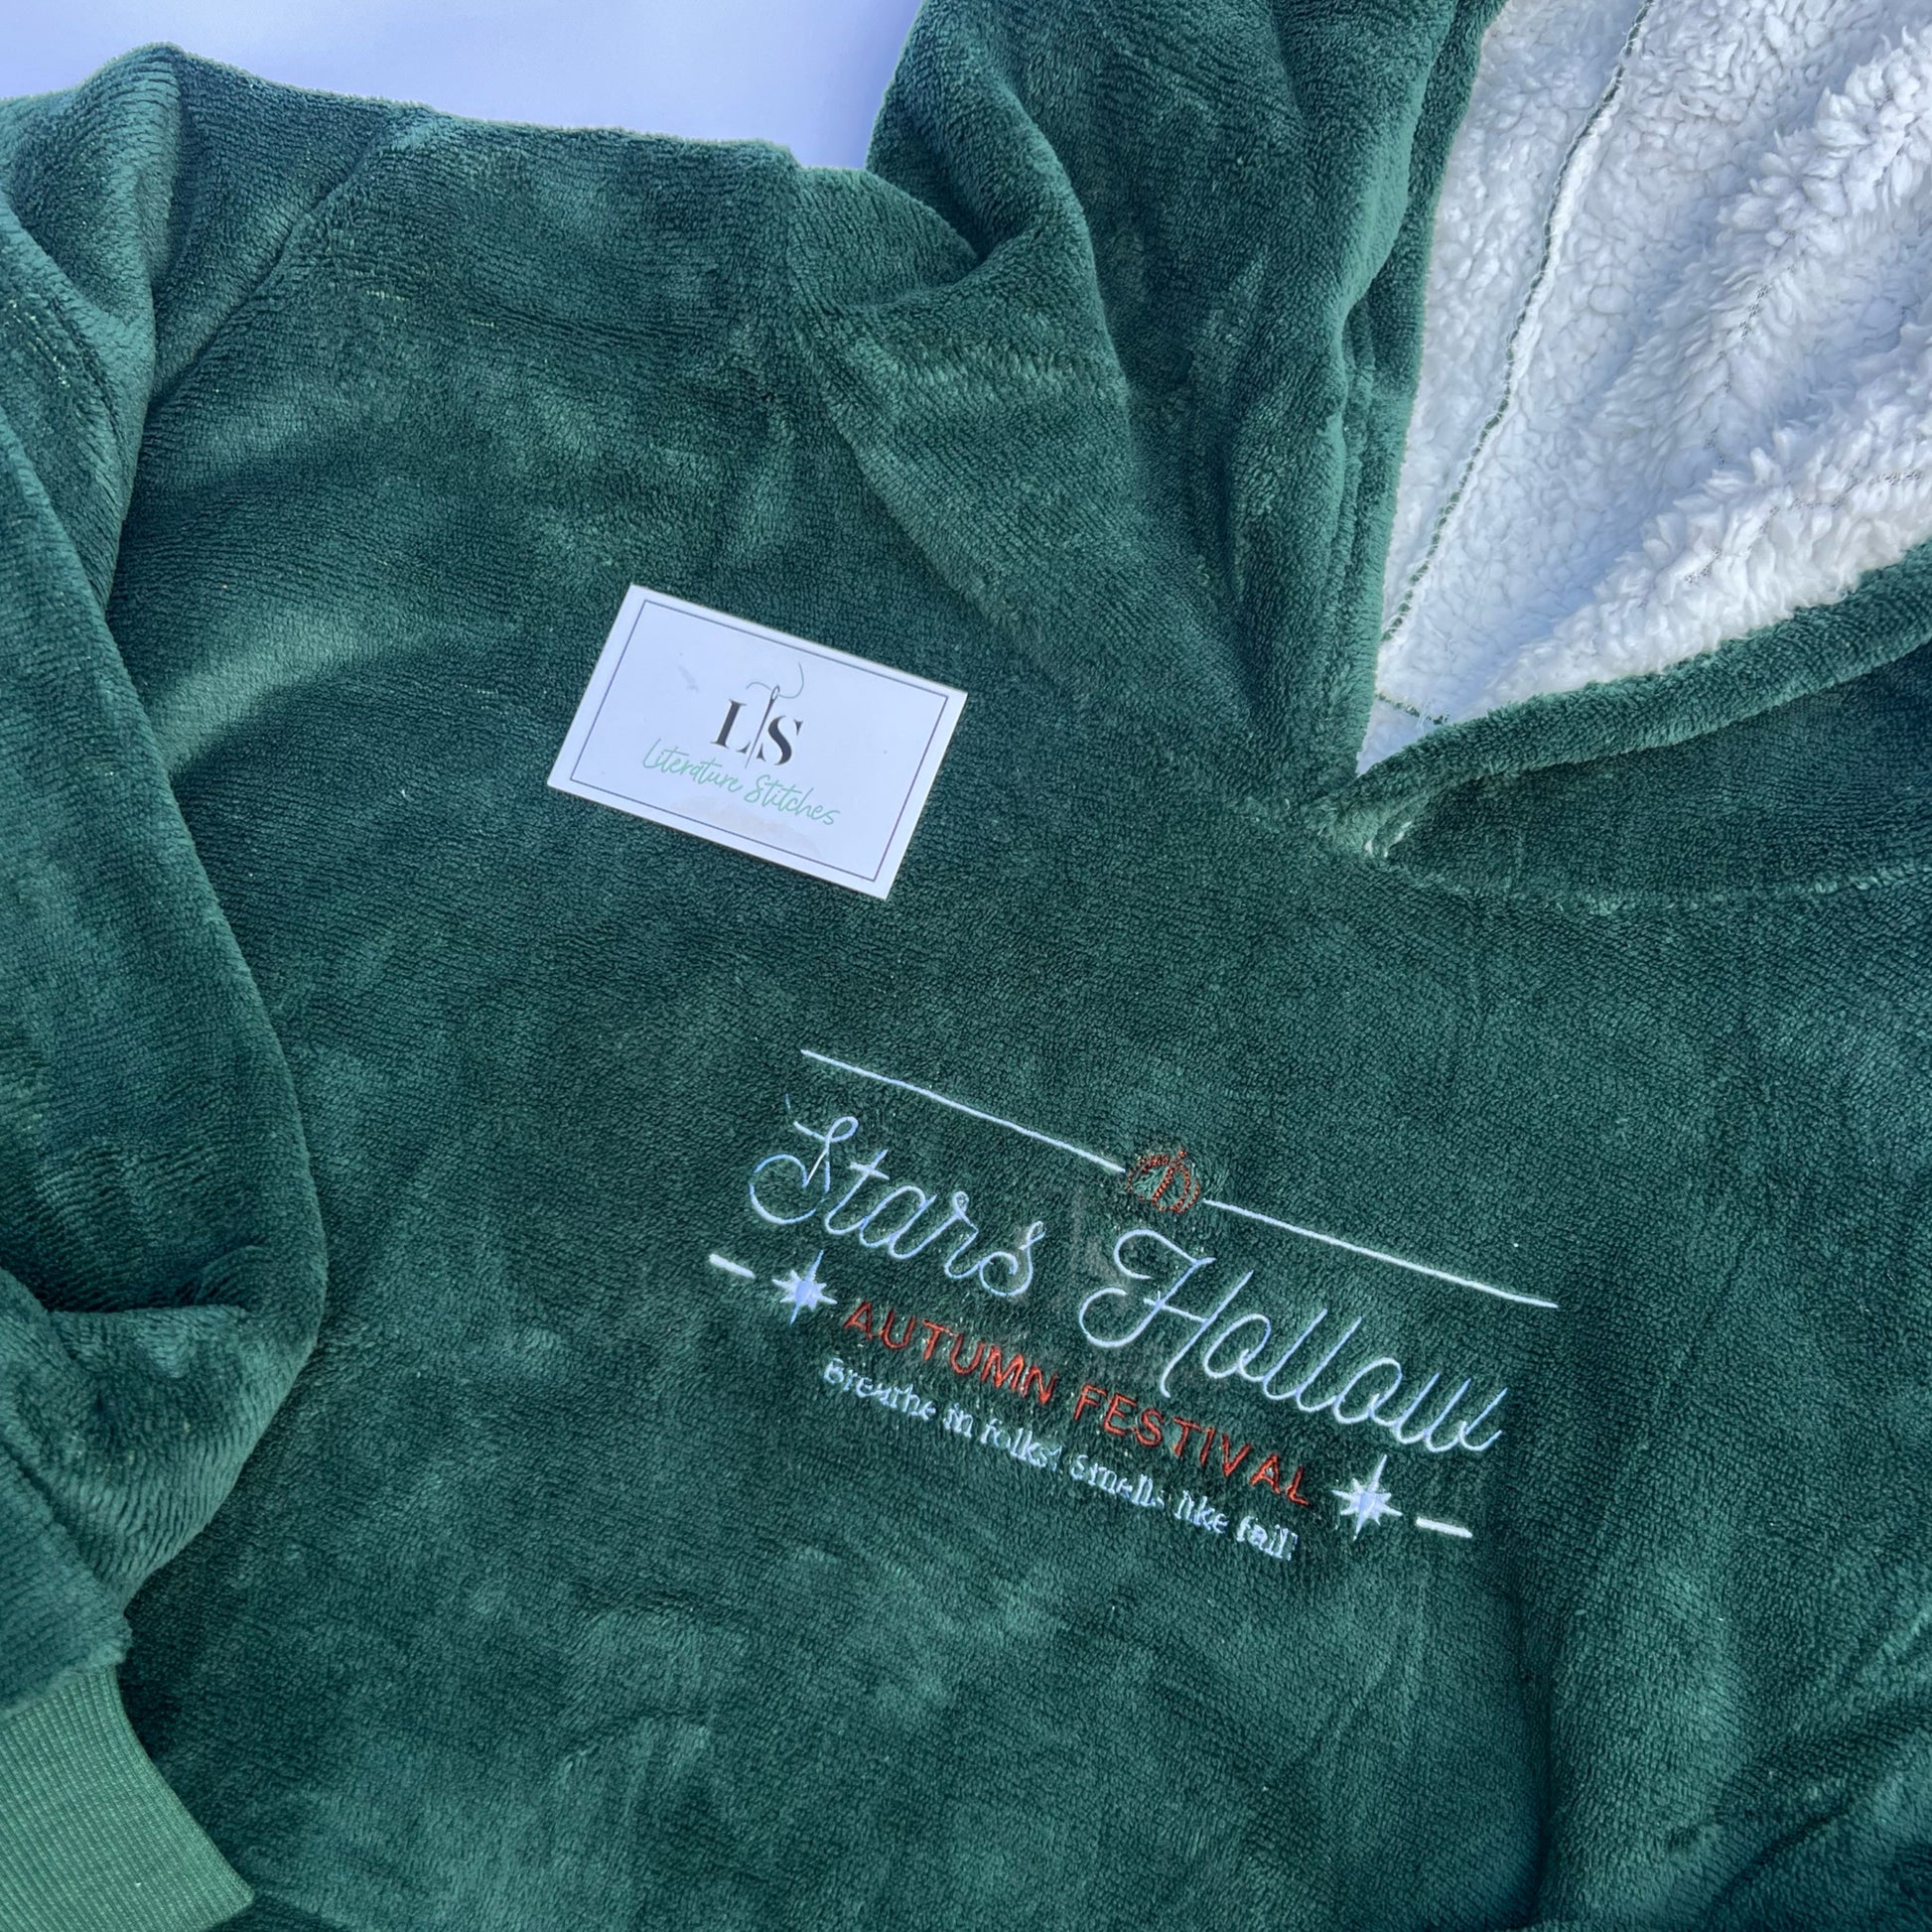 LS
Literature Stitches
Stars Hollow
AUTUMN FESTIVAL
Breathe in folks! smells like fall!